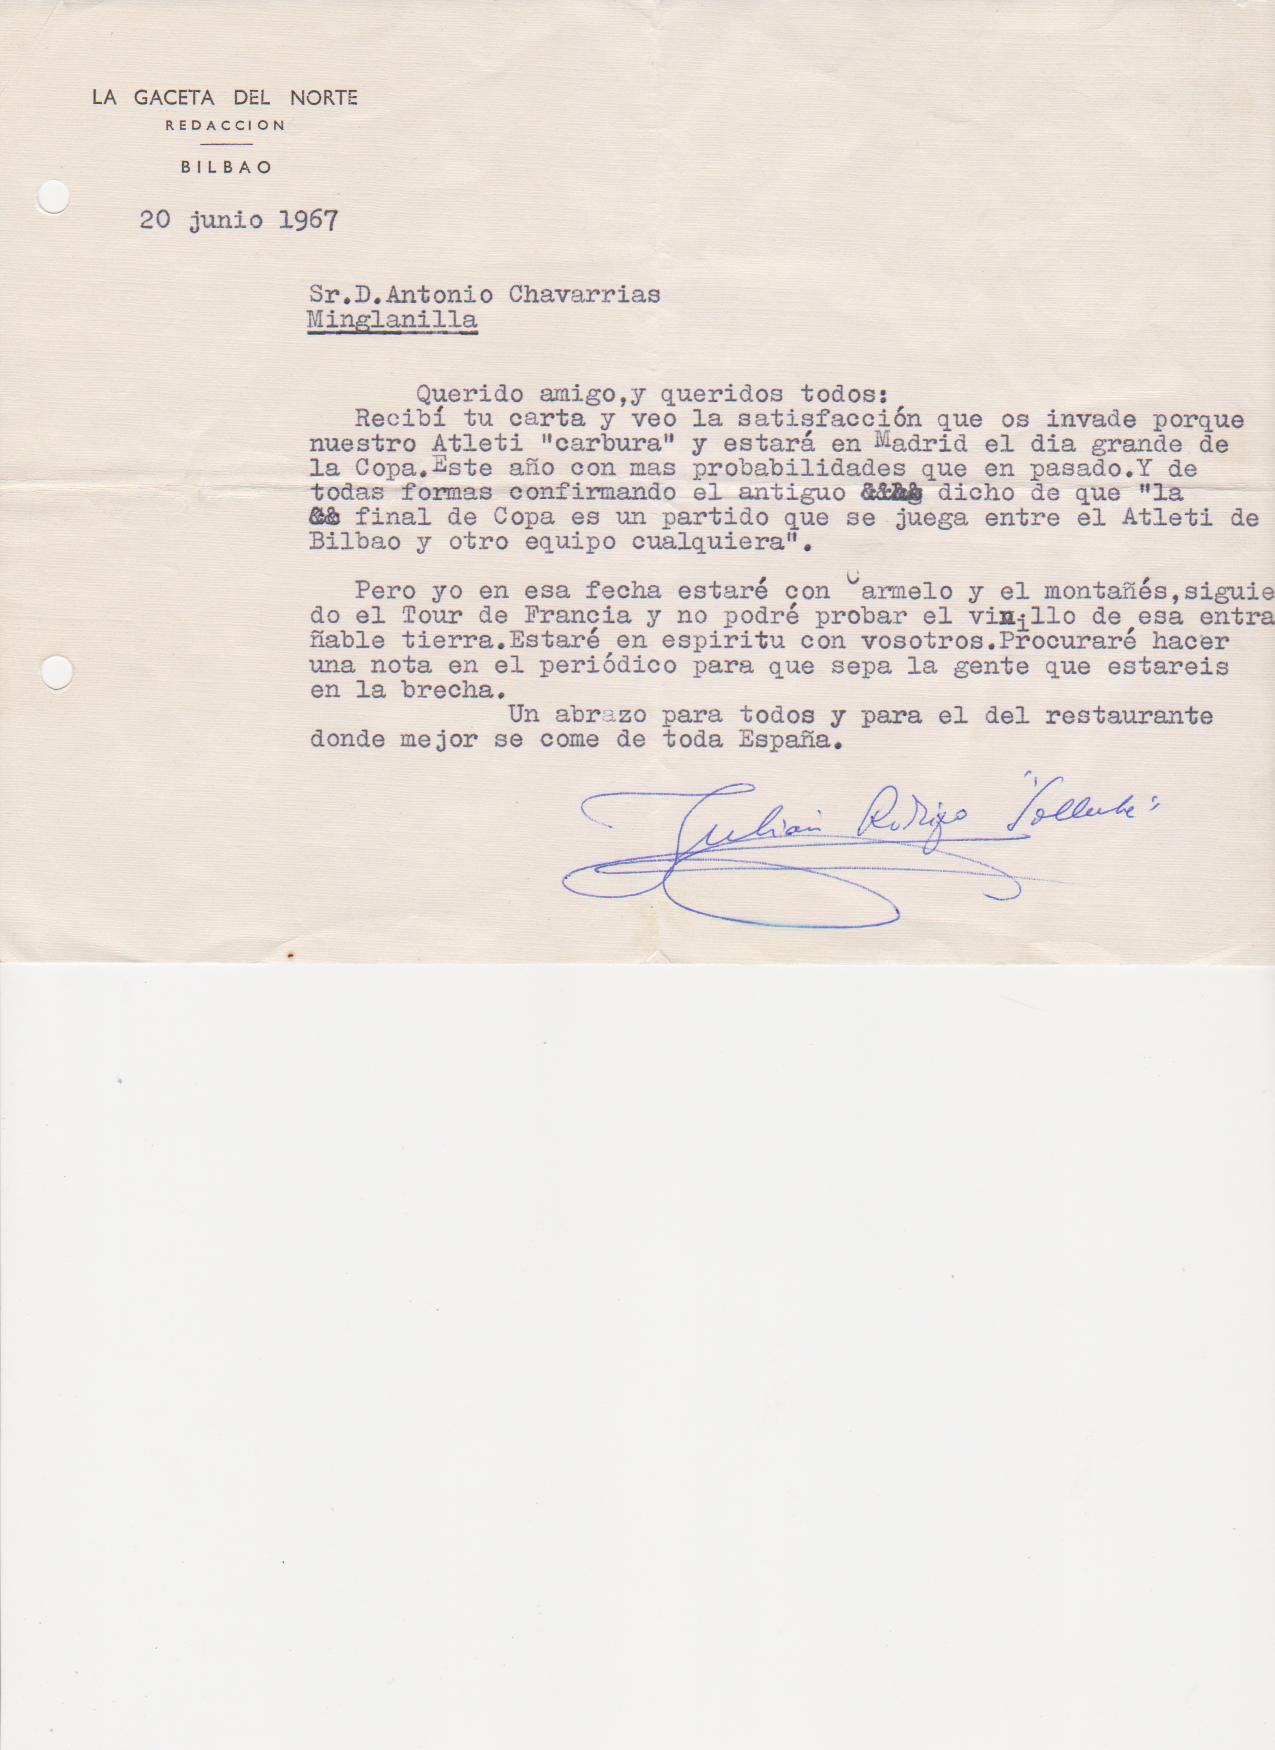 LA GACETA DEL NORTE
REDACCION
BILBAO
20 junio 1967
Sr.D.Antonio Chavarrias
Minglanilla
Querido amigo,y queridos todos:
Recibí tu carta y veo la satisfacción que os invade porque
nuestro Atleti "carbura" y estará en Madrid el dia grande de
la Copa.Este año con mas probabilidades que en pasado.Y de
todas formas confirmando el antiguo dicho de que "la
final de Copa es un partido que se juega entre el Atleti de
Bilbao y otro equipo cualquiera".
Pero yo en esa fecha estaré con Carmelo y el montañés,siguie
do el Tour de Francia y no podré probar el vinillo de esa entra
ñable tierra.Estaré en espiritu con vosotros.Procuraré hacer
una nota en el periódico para que sepa la gente que estareis
en la brecha.
Un abrazo para todos y para el del restaurante
donde mejor se come de toda España.
Julian Rodrigo "Sollube"